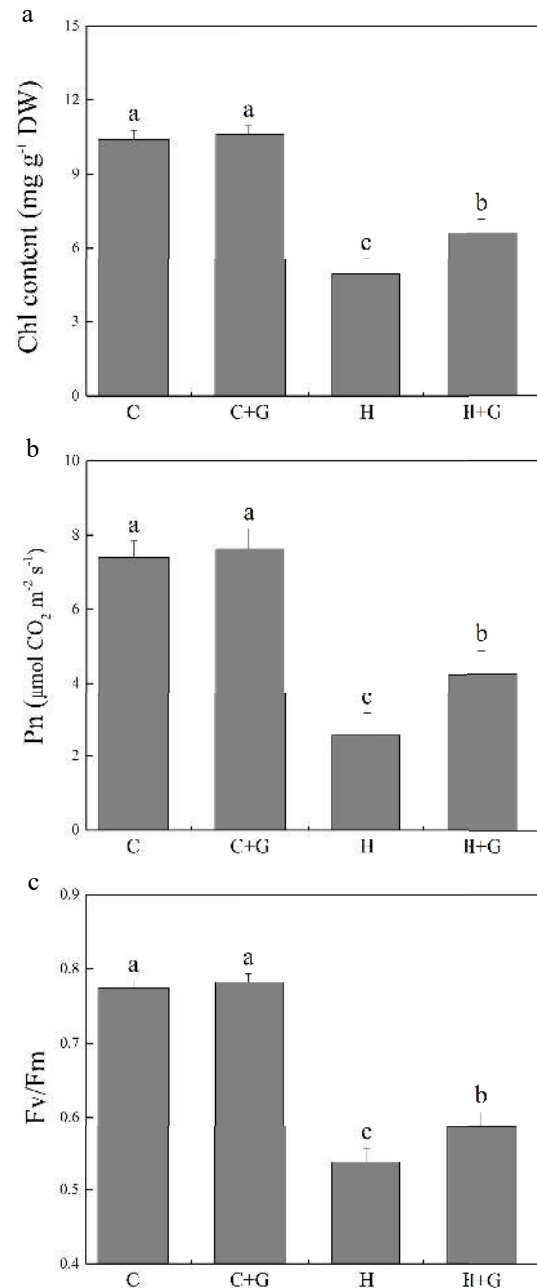 a
15
12
9
6
3
0
Chl content (mg g⁻¹ DW)
a
a
c
b
C C+G H H+G
b
10
8
6
4
2
0
Pn (μmol CO₂ m⁻² s⁻¹)
a
a
c
b
C C+G H H+G
c
0.9
0.8
0.7
0.6
0.5
0.4
Fv/Fm
a
a
c
b
C C+G H H+G